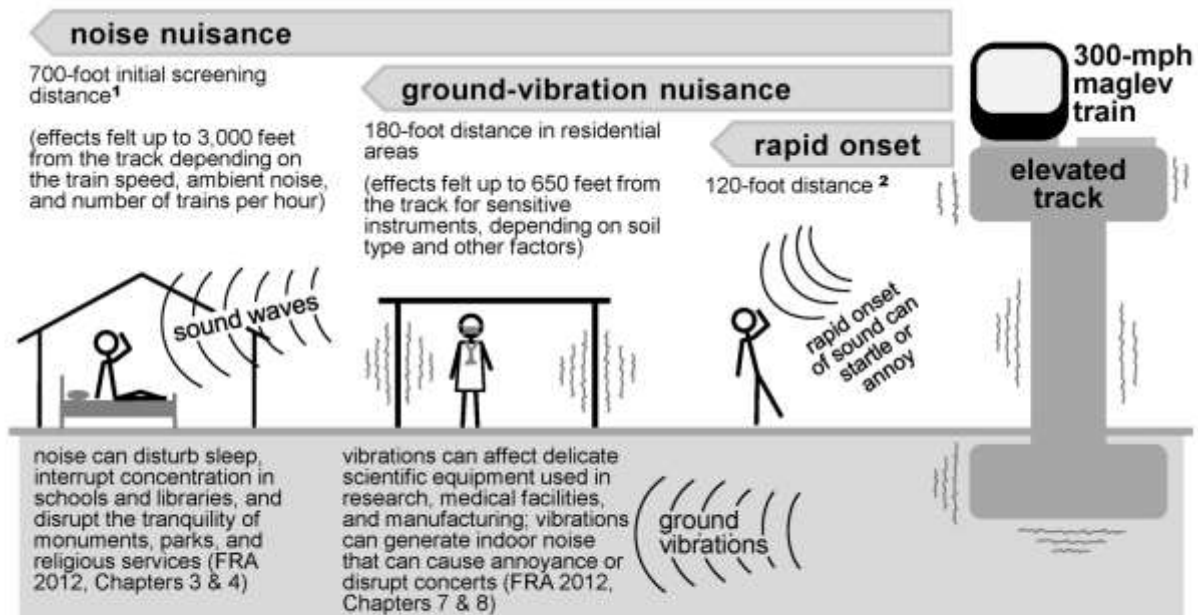 noise nuisance
700-foot initial screening
distance¹
(effects felt up to 3,000 feet
from the track depending on
the train speed, ambient noise,
and number of trains per hour)
ground-vibration nuisance
180-foot distance in residential
areas
(effects felt up to 650 feet from
the track for sensitive
instruments, depending on soil
type and other factors)
rapid onset
120-foot distance ²
300-mph
maglev
train
elevated
track
sound waves
rapid onset
of sound can
startle or
annoy
noise can disturb sleep,
interrupt concentration in
schools and libraries, and
disrupt the tranquility of
monuments, parks, and
religious services (FRA
2012, Chapters 3 & 4)
vibrations can affect delicate
scientific equipment used in
research, medical facilities,
and manufacturing; vibrations
can generate indoor noise
that can cause annoyance or
disrupt concerts (FRA 2012,
Chapters 7 & 8)
ground
vibrations